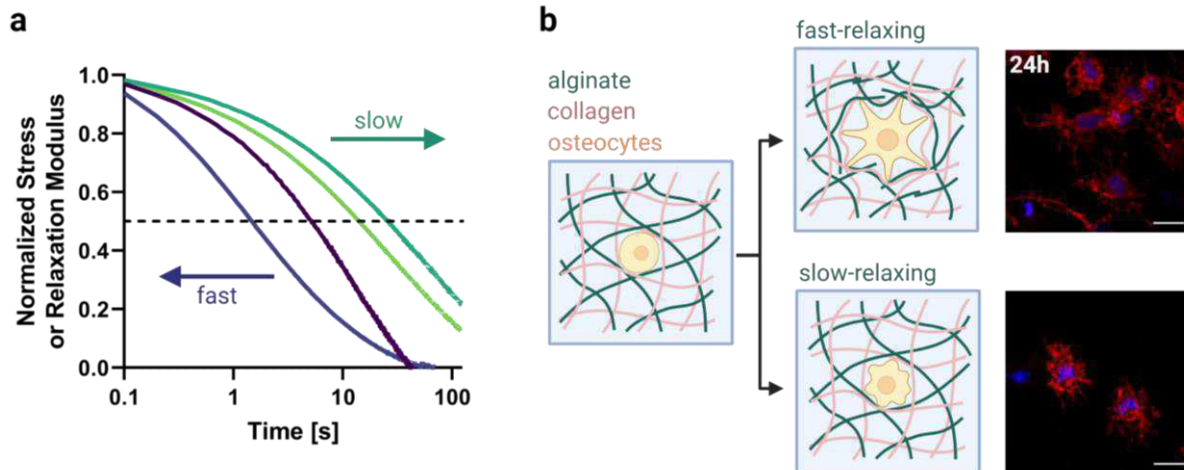 a
Normalized Stress
or Relaxation Modulus
1.0
0.8
0.6
0.4
0.2
0.0
slow
fast
0.1
1
10
100
Time [s]
b
alginate
collagen
osteocytes
fast-relaxing
24h
slow-relaxing